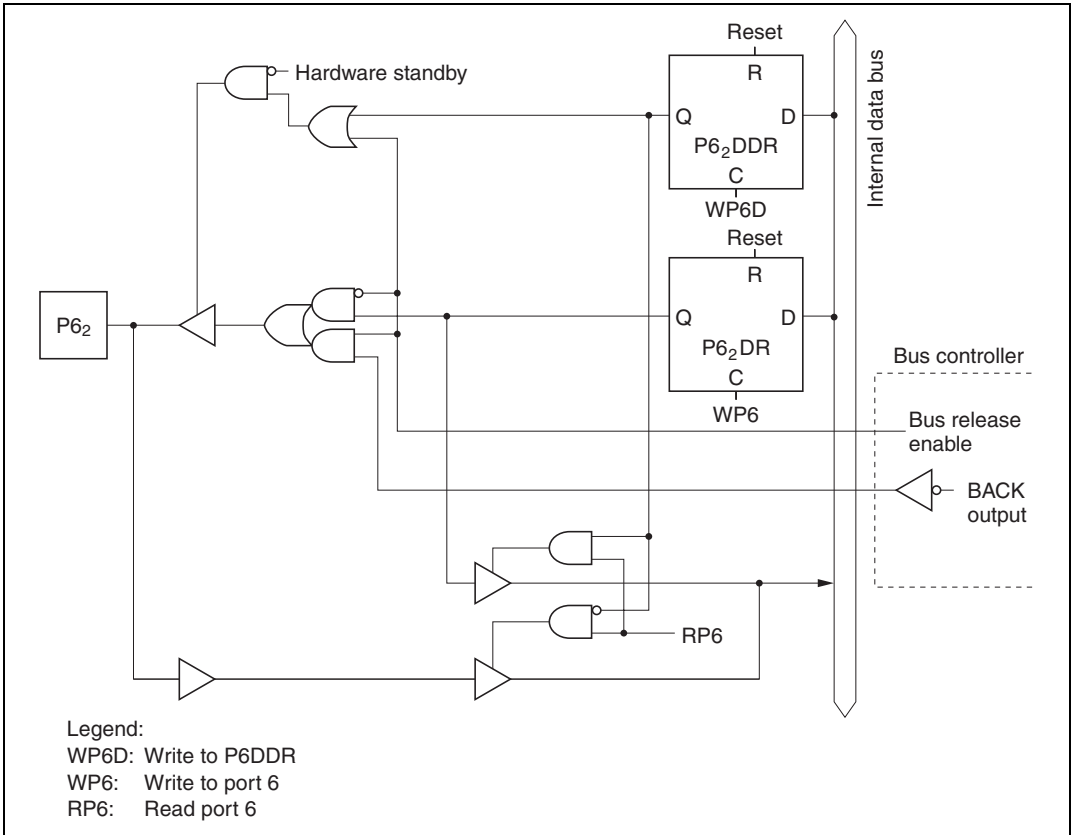 Reset
Hardware standby
R
Q
D
P6₂DDR
C
WP6D
Internal data bus
Reset
R
P6₂
Q
D
P6₂DR
C
WP6
Bus controller
Bus release
enable
BACK
output
RP6
Legend:
WP6D: Write to P6DDR
WP6: Write to port 6
RP6: Read port 6